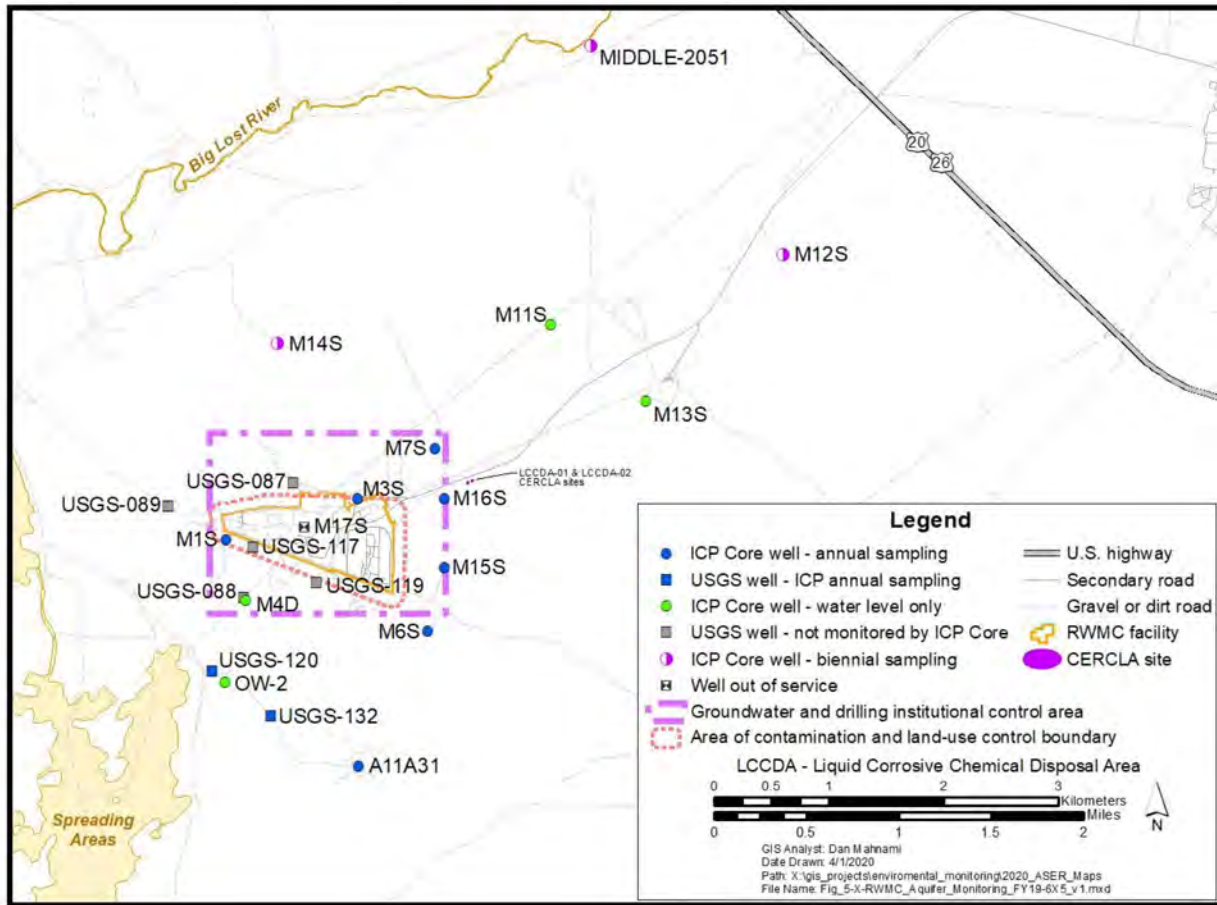 MIDDLE-2051
Big Lost River
20
26
M12S
M11S
M14S
M13S
M7S
LCCDA-01 & LCCDA-02
CERCLA sites
USGS-087
M3S
M16S
USGS-089
M17S
M1S
USGS-117
M15S
USGS-119
USGS-088
M4D
M6S
USGS-120
OW-2
USGS-132
A11A31
Spreading
Areas
Legend
ICP Core well - annual sampling
USGS well - ICP annual sampling
ICP Core well - water level only
USGS well - not monitored by ICP Core
ICP Core well - biennial sampling
Well out of service
Groundwater and drilling institutional control area
Area of contamination and land-use control boundary
U.S. highway
Secondary road
Gravel or dirt road
RWMC facility
CERCLA site
LCCDA - Liquid Corrosive Chemical Disposal Area
0 0.5 1 2 3
Kilometers
Miles
0 0.5 1 1.5 2
N
GIS Analyst: Dan Mahnami
Date Drawn: 4/1/2020
Path: X:\gis_projects\enviromental_monitoring\2020_ASER_Maps
File Name: Fig_5-X-RWMC_Aquifer_Monitoring_FY19-6X5_v1.mxd